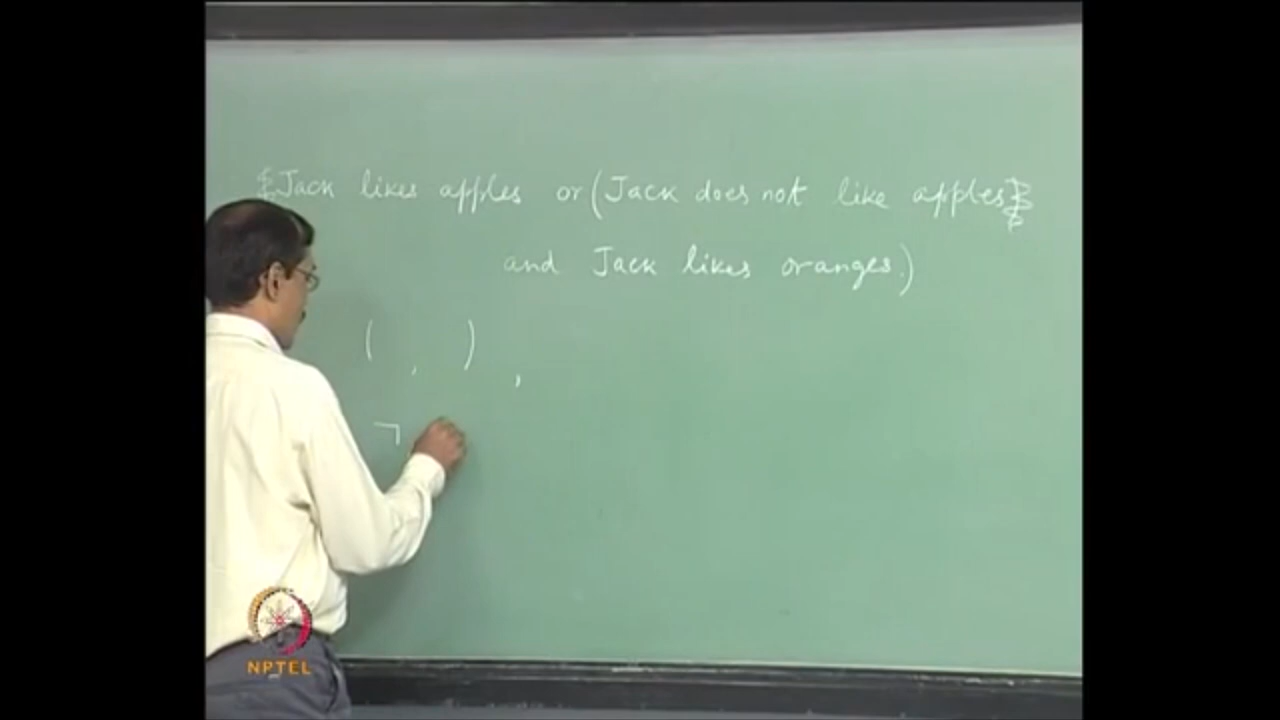 Jack likes apples or (Jack does not like apples
and Jack likes oranges.)
( , ) ,
¬
NPTEL